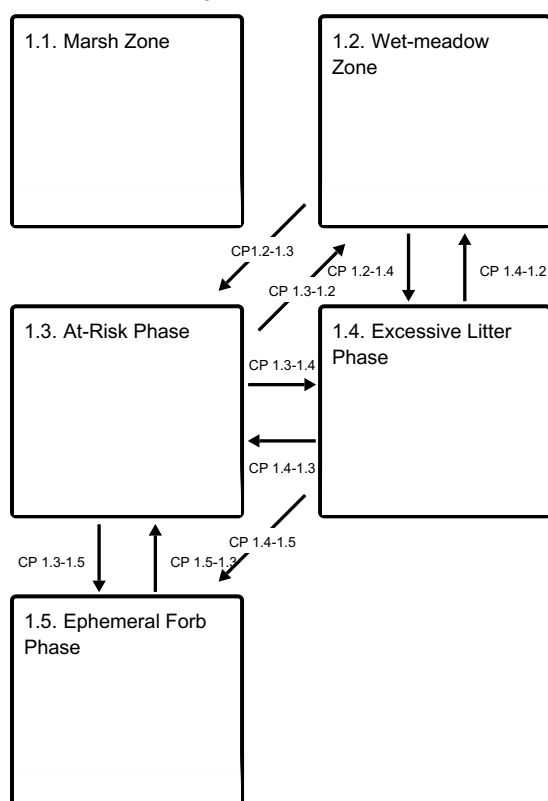 1.1. Marsh Zone
1.2. Wet-meadow
Zone
CP1.2-1.3
CP 1.3-1.2
CP 1.2-1.4
CP 1.4-1.2
1.3. At-Risk Phase
1.4. Excessive Litter
Phase
CP 1.3-1.4
CP 1.4-1.3
CP 1.4-1.5
CP 1.3-1.5
CP 1.5-1.3
1.5. Ephemeral Forb
Phase